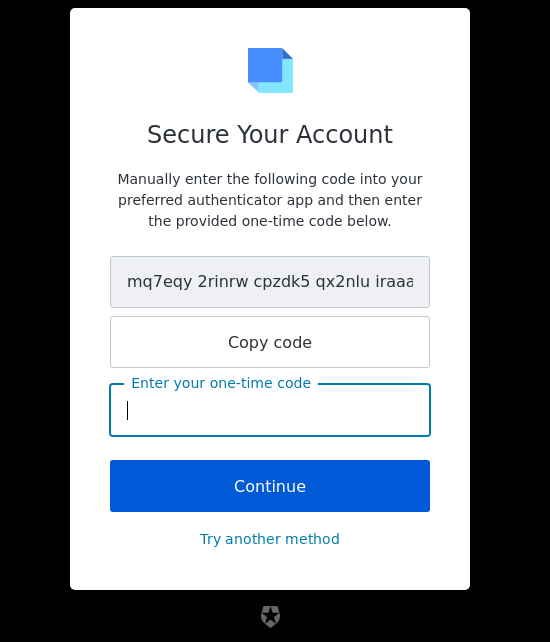 Secure Your Account
Manually enter the following code into your
preferred authenticator app and then enter
the provided one-time code below.
mq7eqy 2rinrw cpzdk5 qx2nlu iraaa
Copy code
Enter your one-time code
Continue
Try another method